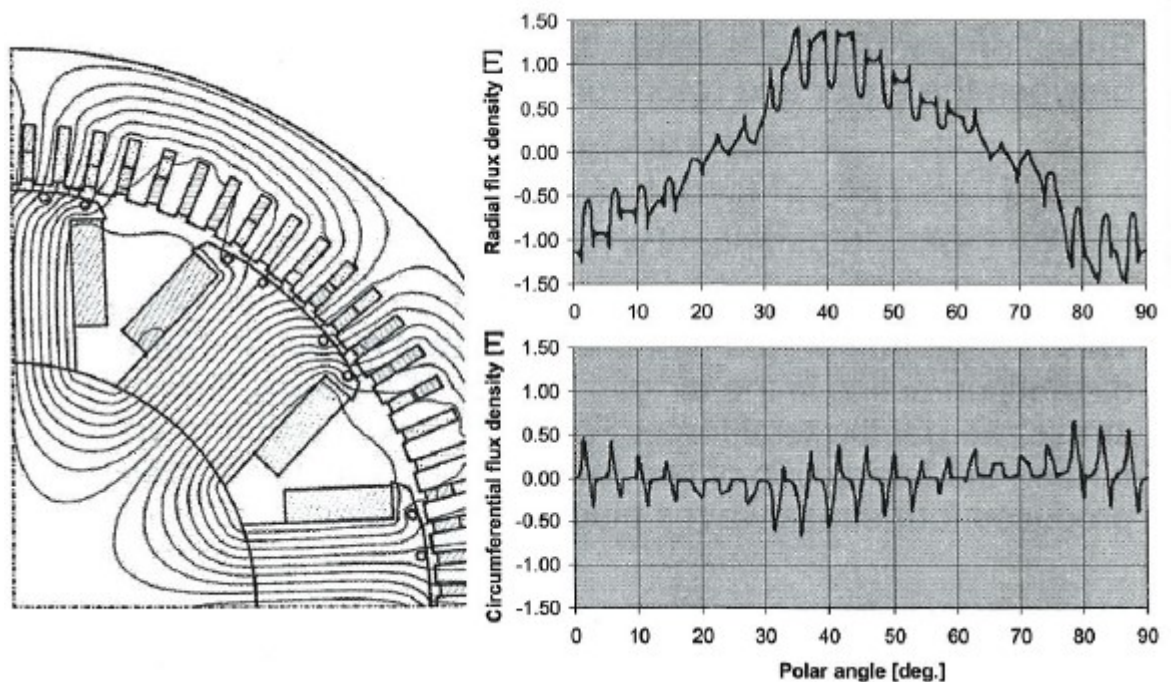 Radial flux density [T]
1.50
1.00
0.50
0.00
-0.50
-1.00
-1.50
0 10 20 30 40 50 60 70 80 90
Circumferential flux density [T]
1.50
1.00
0.50
0.00
-0.50
-1.00
-1.50
0 10 20 30 40 50 60 70 80 90
Polar angle [deg.]